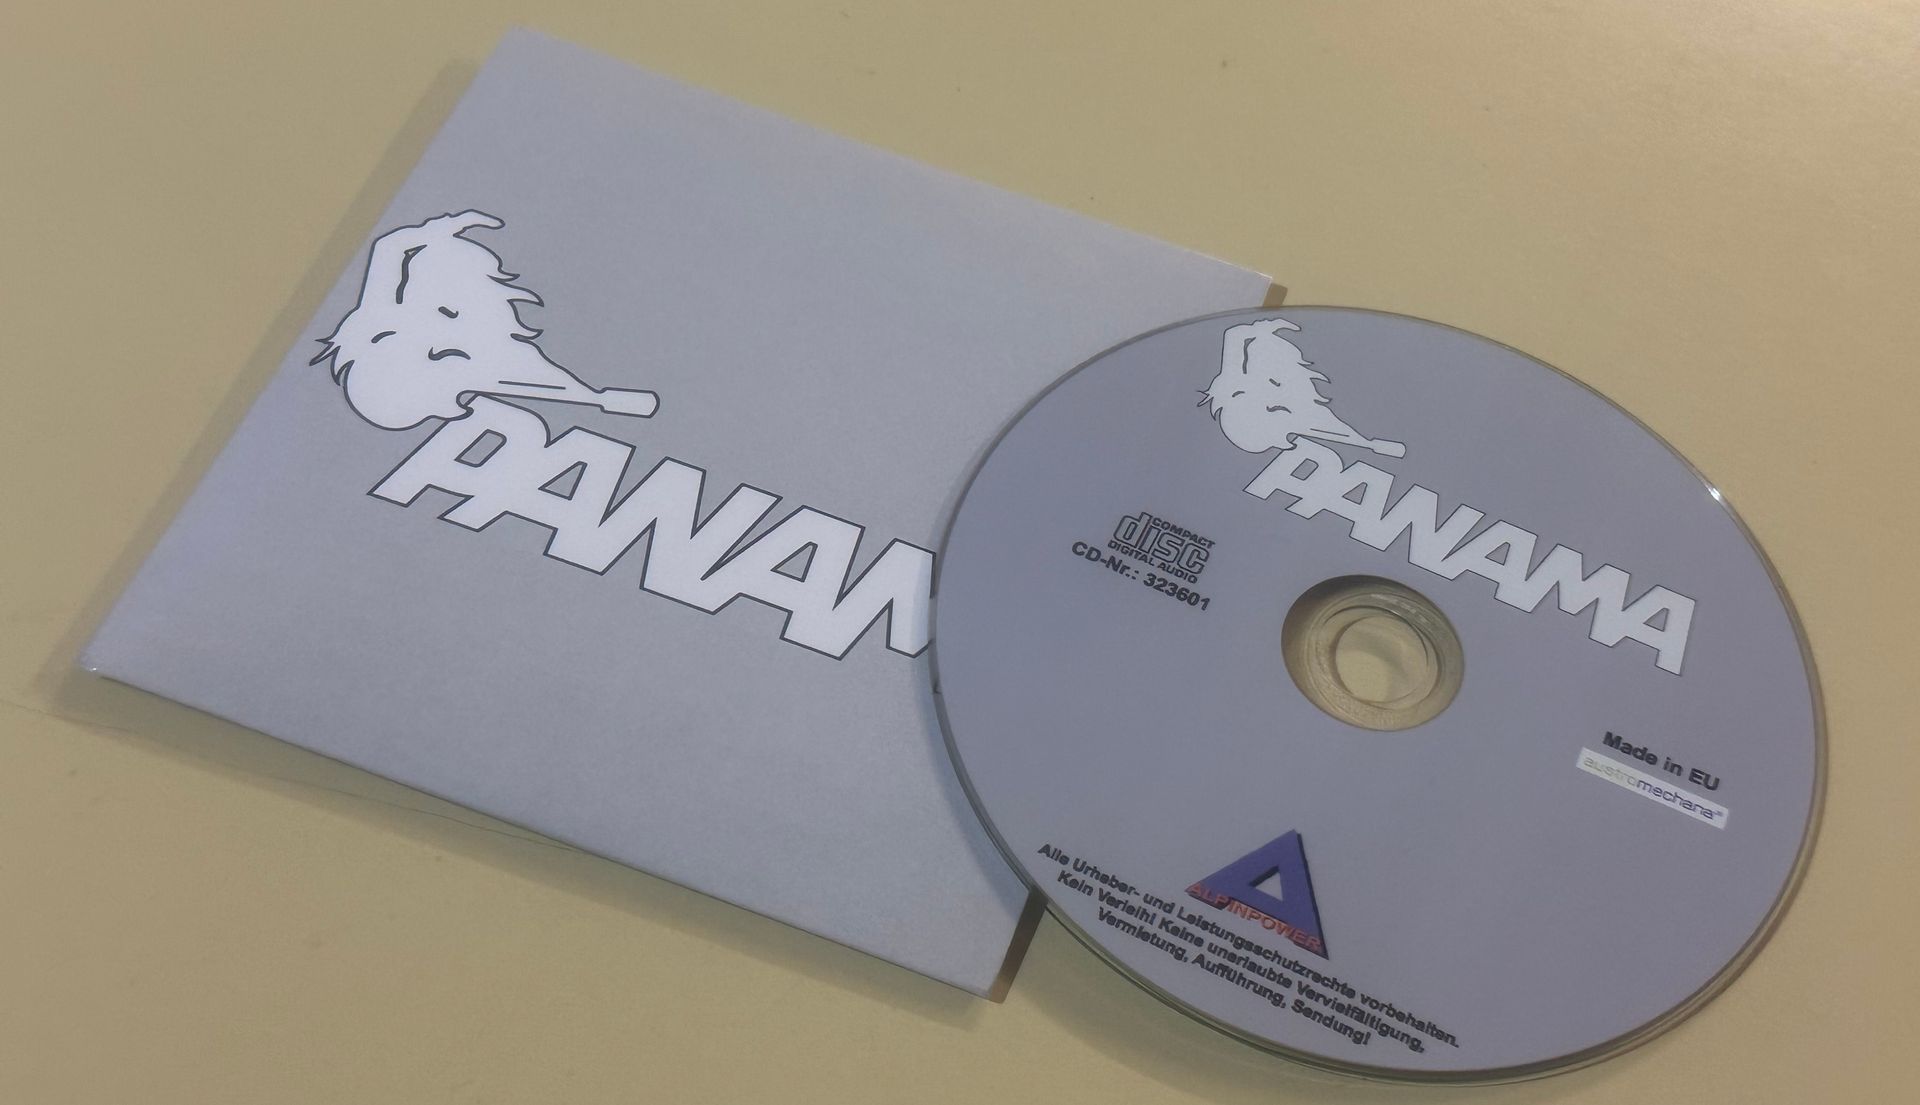 PANAM
PANAMA
COMPACT
disc
DIGITAL AUDIO
CD-Nr.: 323601
Made in EU
austromechana®
ALPINPOWER
Alle Urheber- und Leistungsschutzrechte vorbehalten.
Kein Verleih! Keine unerlaubte Vervielfältigung,
Vermietung, Aufführung, Sendung!